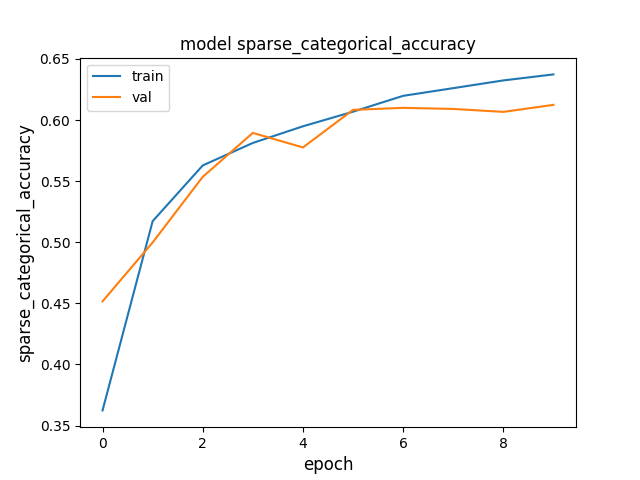 model sparse_categorical_accuracy
train
val
sparse_categorical_accuracy
0.65
0.60
0.55
0.50
0.45
0.40
0.35
0 2 4 6 8
epoch